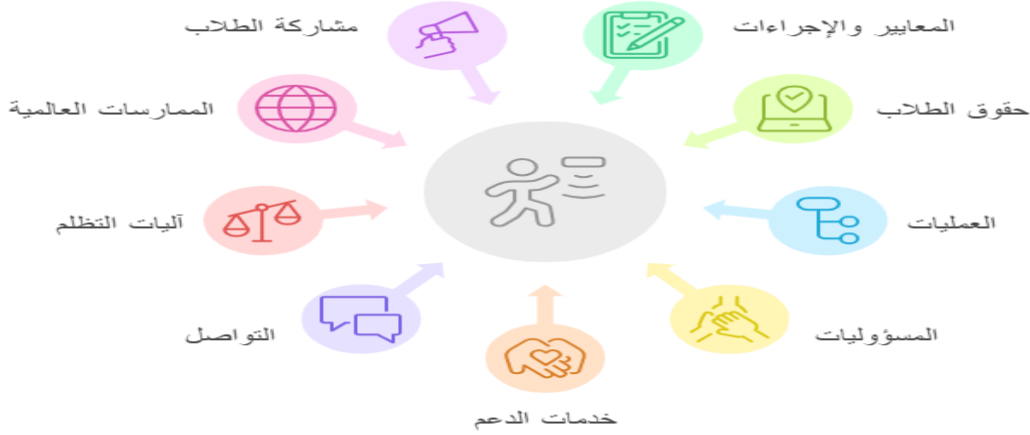 المعايير والإجراءات
مشاركة الطلاب
حقوق الطلاب
الممارسات العالمية
العمليات
آليات التظلم
المسؤوليات
التواصل
خدمات الدعم